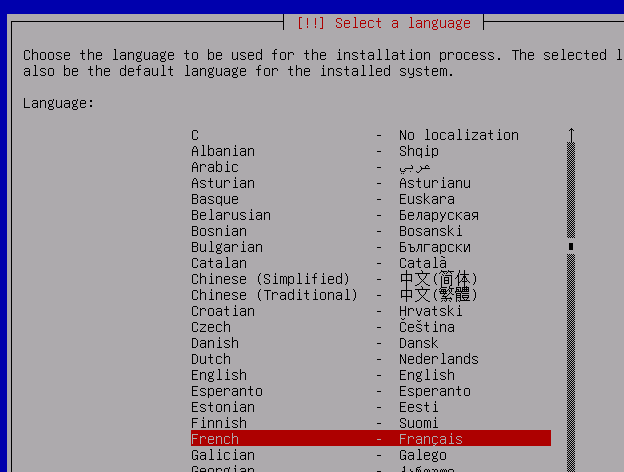 [!!] Select a language
Choose the language to be used for the installation process. The selected
also be the default language for the installed system.
Language:
C - No localization
Albanian - Shqip
Arabic - عربي
Asturian - Asturianu
Basque - Euskara
Belarusian - Беларуская
Bosnian - Bosanski
Bulgarian - Български
Catalan - Català
Chinese (Simplified) - 中文(简体)
Chinese (Traditional) - 中文(繁體)
Croatian - Hrvatski
Czech - Čeština
Danish - Dansk
Dutch - Nederlands
English - English
Esperanto - Esperanto
Estonian - Eesti
Finnish - Suomi
French - Français
Galician - Galego
Georgian -